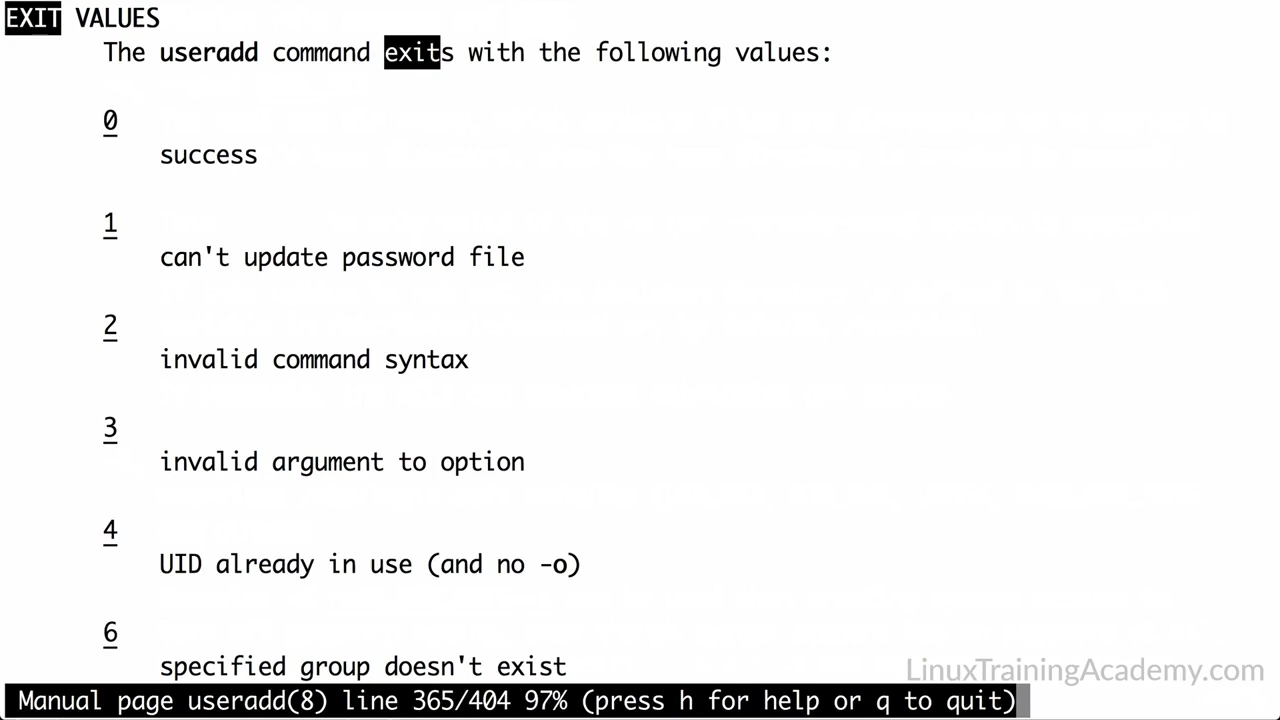 EXIT VALUES
The useradd command exits with the following values:
0
success
1
can't update password file
2
invalid command syntax
3
invalid argument to option
4
UID already in use (and no -o)
6
specified group doesn't exist
LinuxTrainingAcademy.com
Manual page useradd(8) line 365/404 97% (press h for help or q to quit)